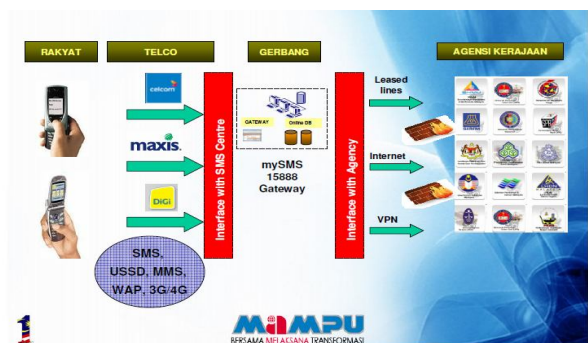 RAKYAT
TELCO
GERBANG
AGENSI KERAJAAN
celcom
maxis.
DiGi
SMS,
USSD, MMS,
WAP, 3G/4G
Interface with SMS Centre
GATEWAY
Online DB
mySMS
15888
Gateway
Interface with Agency
Leased
lines
Internet
VPN
MAMPU
BERSAMA MELAKSANA TRANSFORMASI